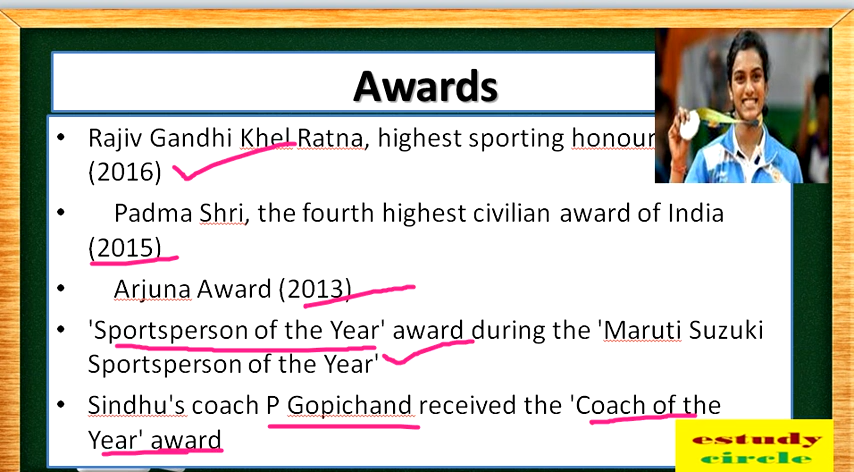 Awards
• Rajiv Gandhi Khel Ratna, highest sporting honour
(2016)
• Padma Shri, the fourth highest civilian award of India
(2015)
• Arjuna Award (2013)
• 'Sportsperson of the Year' award during the 'Maruti Suzuki
Sportsperson of the Year'
• Sindhu's coach P Gopichand received the 'Coach of the
Year' award
estudy
circle